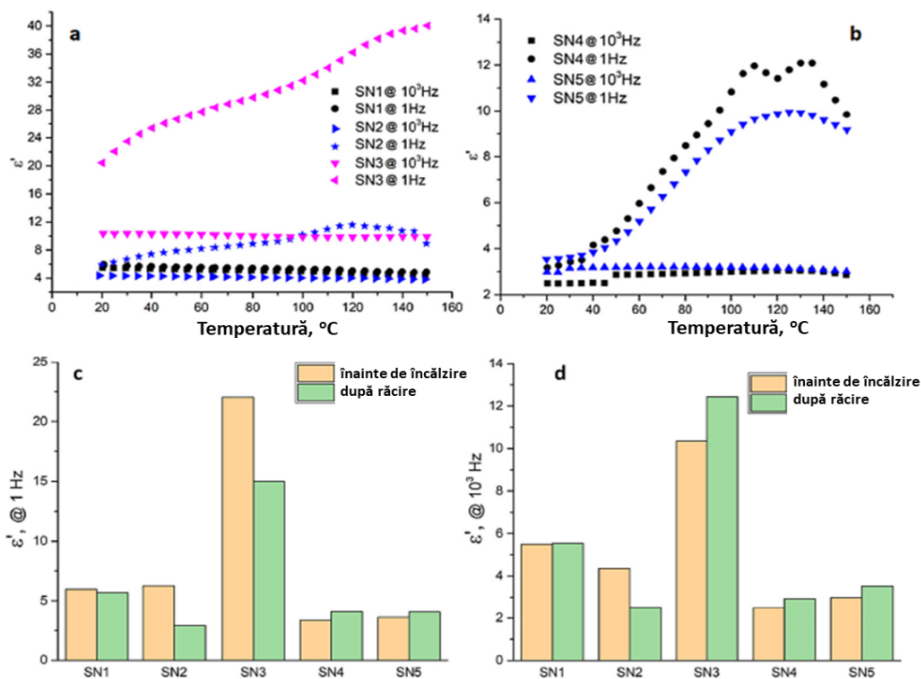 a
40
36
32
28
24
20
16
12
8
4
ε'
SN1@ 10³Hz
SN1@ 1Hz
SN2@ 10³Hz
SN2@ 1Hz
SN3@ 10³Hz
SN3@ 1Hz
0 20 40 60 80 100 120 140 160
Temperatură, °C
b
14
12
10
8
6
4
2
ε'
SN4@ 10³Hz
SN4@ 1Hz
SN5@ 10³Hz
SN5@ 1Hz
0 20 40 60 80 100 120 140 160
Temperatură, °C
c
25
20
15
10
5
0
ε', @ 1 Hz
înainte de încălzire
după răcire
SN1 SN2 SN3 SN4 SN5
d
14
12
10
8
6
4
2
0
ε', @ 10³ Hz
înainte de încălzire
după răcire
SN1 SN2 SN3 SN4 SN5